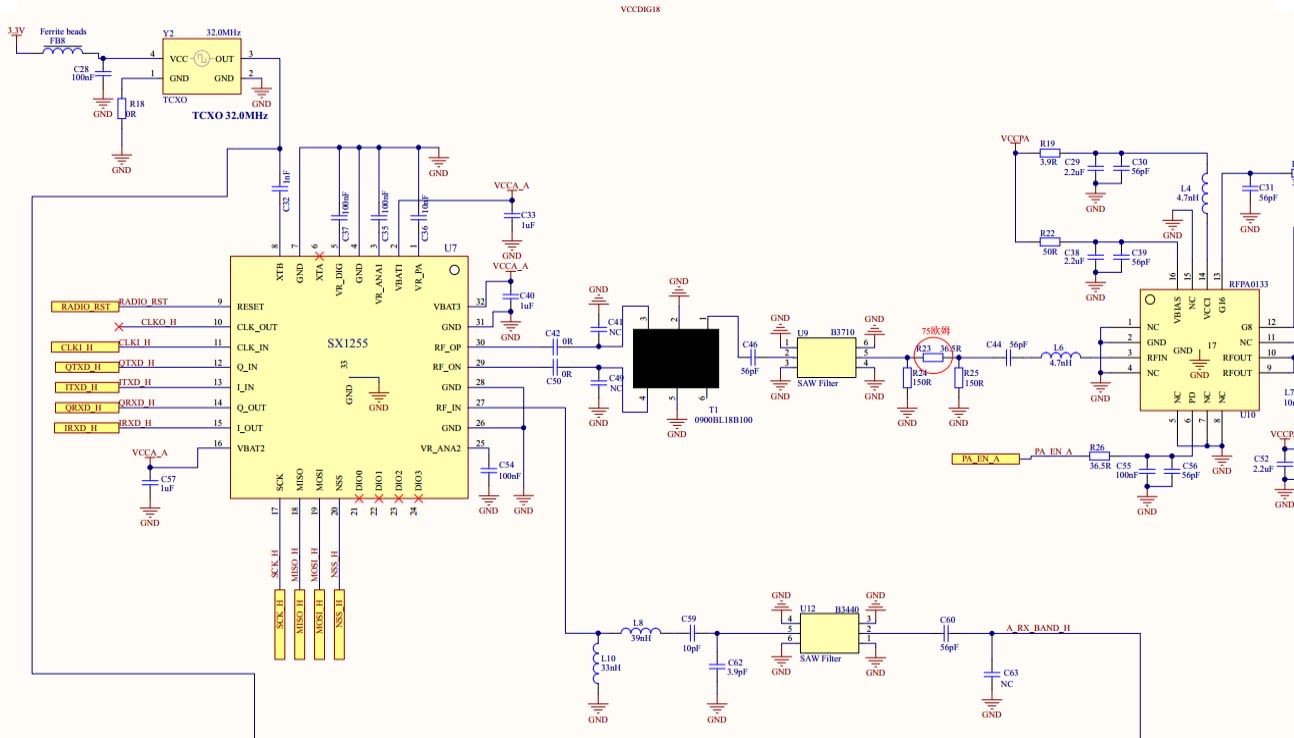 VCCDIG18
3.3V
Ferrite beads
FB8
C28
100nF
GND
Y2
32.0MHz
4
VCC
OUT
3
1
GND
GND
2
TCXO
GND
R18
0R
GND
TCXO 32.0MHz
1nF
C32
100nF
C37
100nF
C35
10nF
C36
GND
VCCA_A
C33
1uF
GND
8
7
6
5
4
3
2
1
U7
XTB
GND
XTA
VR_DIG
GND
VR_ANA1
VBAT1
VR_PA
RADIO_RST
RADIO_RST
9
RESET
CLKO_H
10
CLK_OUT
CLKI_H
CLKI_H
11
CLK_IN
QTXD_H
QTXD_H
12
Q_IN
ITXD_H
ITXD_H
13
I_IN
QRXD_H
QRXD_H
14
Q_OUT
IRXD_H
IRXD_H
15
I_OUT
16
VBAT2
VCCA_A
C57
1uF
GND
SX1255
33
GND
GND
VBAT3
32
GND
31
RF_OP
30
RF_ON
29
GND
28
RF_IN
27
GND
26
VR_ANA2
25
VCCA_A
C40
1uF
GND
C54
100nF
GND
GND
SCK
MISO
MOSI
NSS
DIO0
DIO1
DIO2
DIO3
17
18
19
20
21
22
23
24
SCK_H
MISO_H
MOSI_H
NSS_H
SCK_H
MISO_H
MOSI_H
NSS_H
C42
0R
C50
0R
GND
C41
NC
C49
NC
GND
GND
3
2
1
4
5
6
GND
T1
0900BL18B100
C46
56pF
GND
U9
B3710
GND
1
2
3
6
5
4
GND
SAW Filter
GND
75欧姆
R23
36.5R
R24
150R
R25
150R
GND
GND
C44
56pF
L6
4.7nH
VCCPA
R19
3.9R
C29
2.2uF
C30
56pF
GND
L4
4.7nH
GND
C31
56pF
GND
R22
50R
C38
2.2uF
C39
56pF
GND
16
15
14
13
RFPA0133
VBIAS
NC
VCC1
G16
1
NC
2
GND
3
RFIN
4
NC
GND
17
GND
G8
12
NC
11
RFOUT
10
RFOUT
9
NC
PD
NC
NC
5
6
7
8
U10
GND
GND
PA_EN_A
PA_EN_A
R26
36.5R
C55
100nF
C56
56pF
GND
L7
VCCP
C52
2.2uF
GND
L10
33nH
GND
L8
39nH
C59
10pF
C62
3.9pF
GND
GND
U12
B3440
GND
4
5
6
3
2
1
GND
SAW Filter
GND
C60
56pF
A_RX_BAND_H
C63
NC
GND